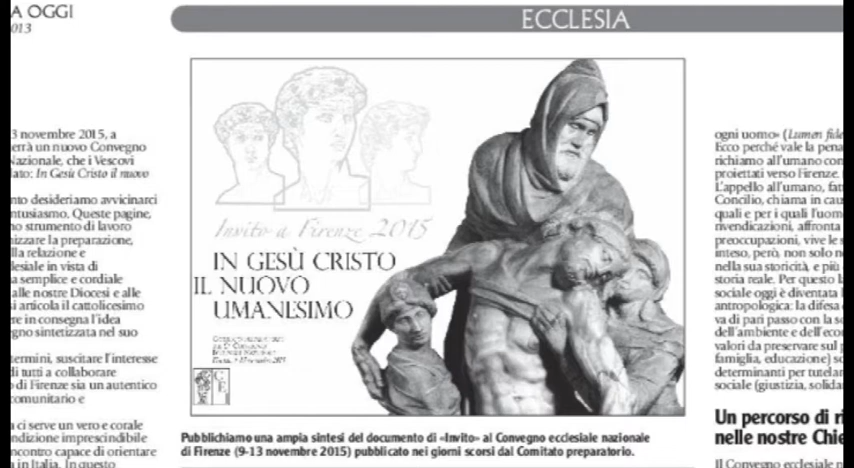 A OGGI
013
ECCLESIA
3 novembre 2015, a
errà un nuovo Convegno
Nazionale, che i Vescovi
lato: In Gesù Cristo il nuovo
nto desideriamo avvicinarci
ntusiasmo. Queste pagine,
no strumento di lavoro
nizzare la preparazione,
lla relazione e
lesiale in vista di
a semplice e cordiale
alle nostre Diocesi e alle
si articola il cattolicesimo
re in consegna l'idea
gno sintetizzata nel suo
termini, suscitare l'interesse
di tutti a collaborare
di Firenze sia un autentico
comunitario e
a ci serve un vero e corale
ndizione imprescindibile
ncontro capace di orientare
a in Italia. In questo
Invito a Firenze 2015
IN GESÙ CRISTO
IL NUOVO
UMANESIMO
CEI
Pubblichiamo una ampia sintesi del documento di «Invito» al Convegno ecclesiale nazionale
di Firenze (9-13 novembre 2015) pubblicato nei giorni scorsi dal Comitato preparatorio.
ogni uomo» (Lumen fide
Ecco perché vale la pena
richiamo all'umano con
proiettati verso Firenze.
L'appello all'umano, fat
Concilio, chiama in cau
quali e per i quali l'uom
rivendicazioni, affronta
preoccupazioni, vive le s
inteso, però, non solo n
nella sua storicità, e più
storia reale. Per questo l
sociale oggi è diventata l
antropologica: la difesa
va di pari passo con la s
dell'ambiente e dell'econ
valori da preservare sul p
famiglia, educazione) so
determinanti per tutelar
sociale (giustizia, solida
Un percorso di ri
nelle nostre Chie
Il Convegno ecclesiale n